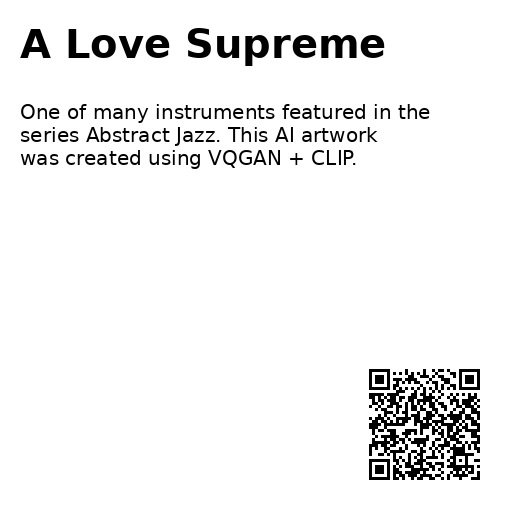 A Love Supreme
One of many instruments featured in the
series Abstract Jazz. This AI artwork
was created using VQGAN + CLIP.